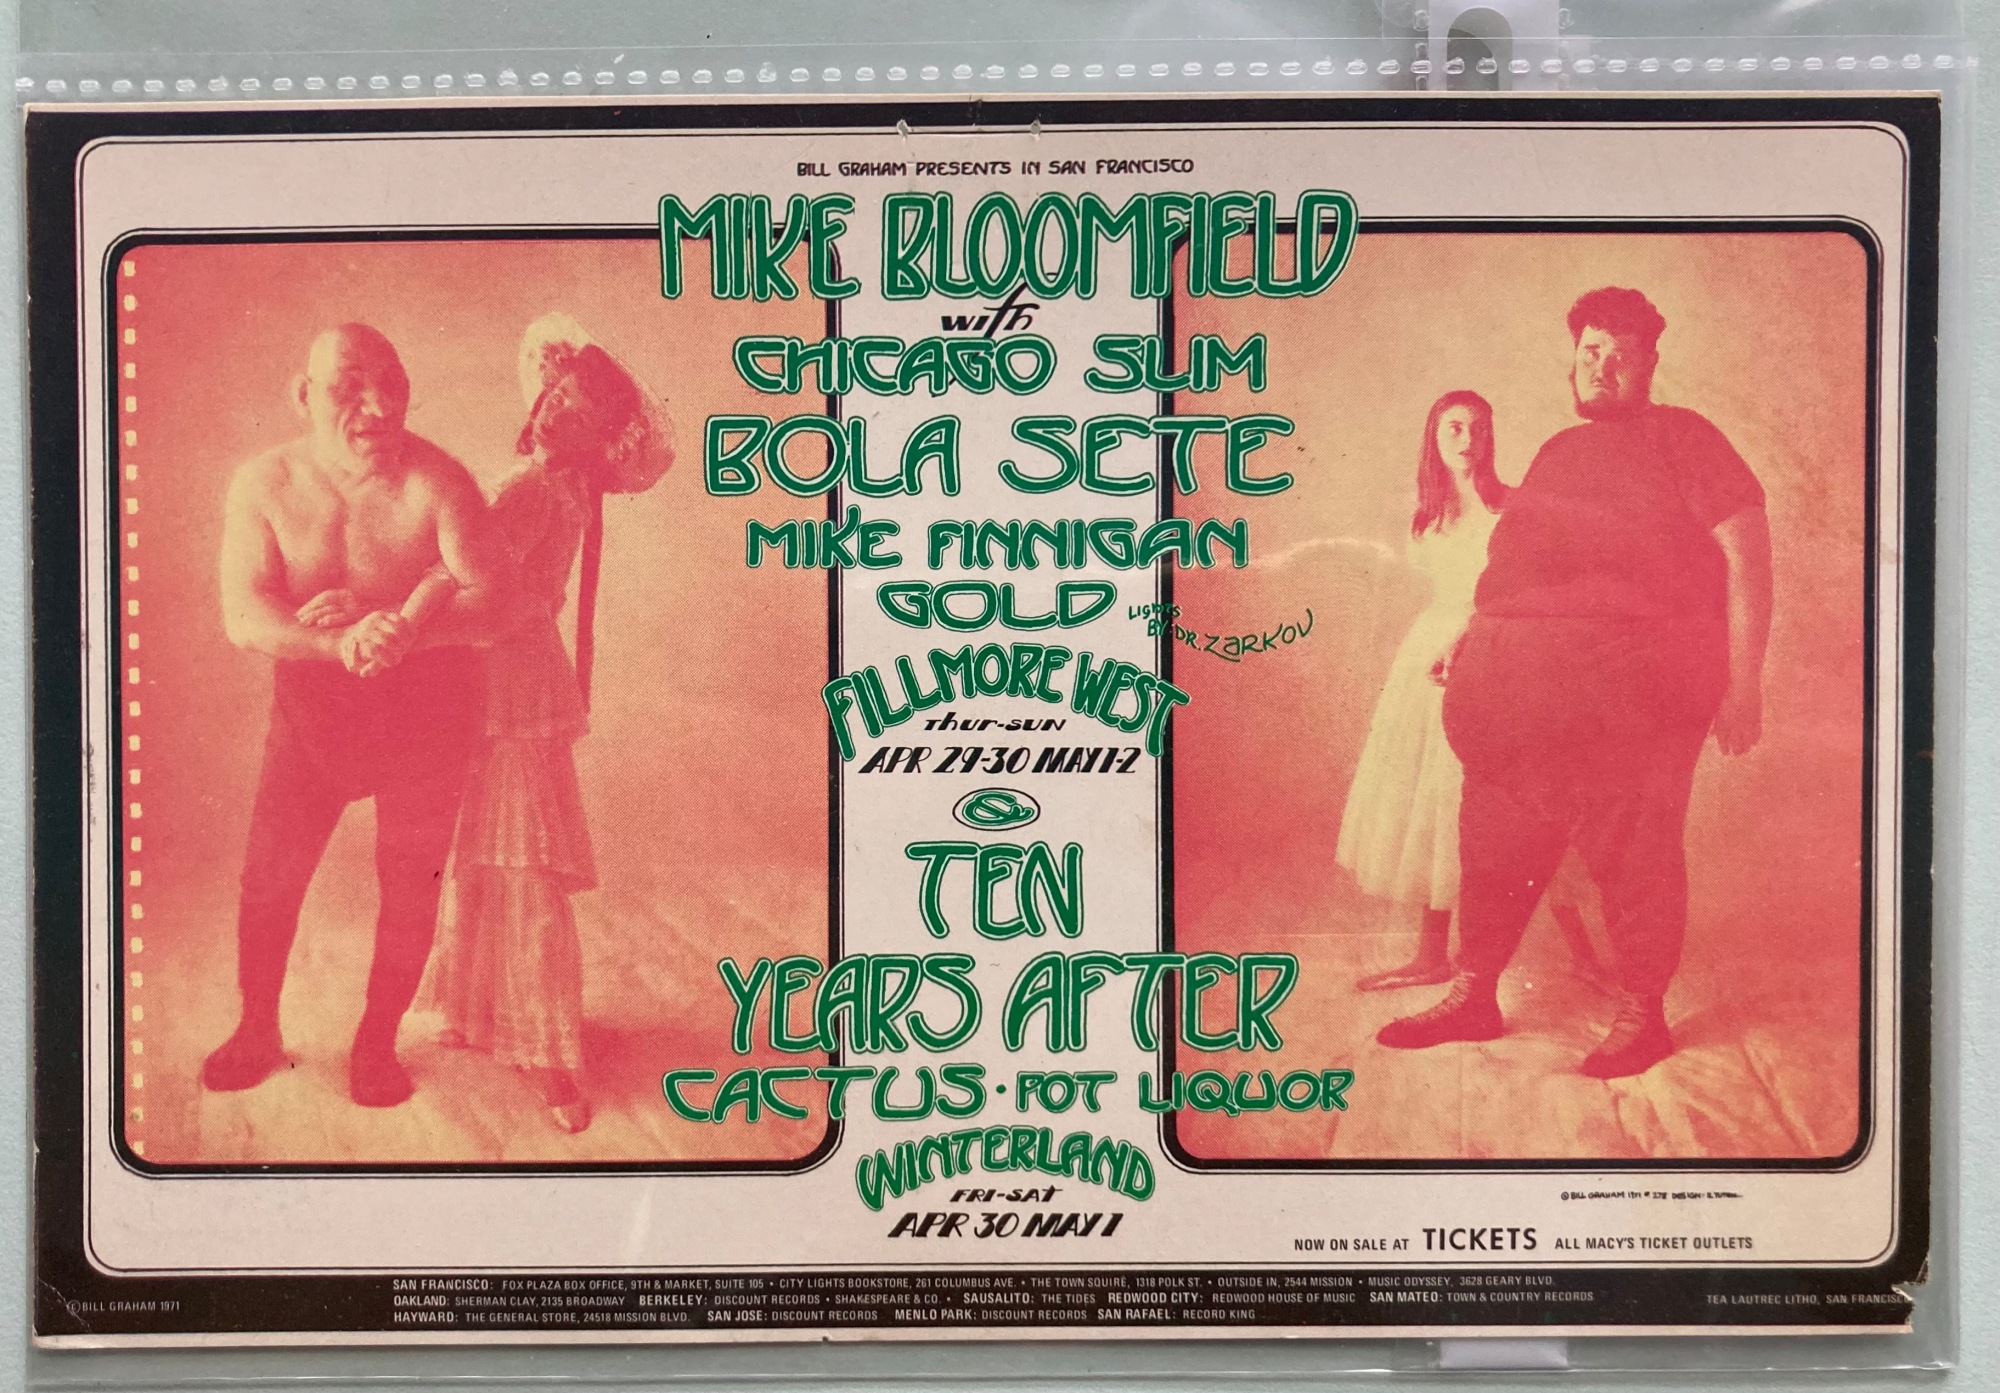 BILL GRAHAM PRESENTS IN SAN FRANCISCO
MIKE BLOOMFIELD
with
CHICAGO SLIM
BOLA SETE
MIKE FINNIGAN
GOLD
LIGHTS
BY DR. ZARKOV
FILLMORE WEST
THUR-SUN
APR 29-30 MAY 1-2
&
TEN
YEARS AFTER
CACTUS · POT LIQUOR
WINTERLAND
FRI-SAT
APR 30 MAY 1
© BILL GRAHAM 1971 # 278 DESIGN:
NOW ON SALE AT TICKETS ALL MACY'S TICKET OUTLETS
SAN FRANCISCO: FOX PLAZA BOX OFFICE, 9TH & MARKET, SUITE 105 • CITY LIGHTS BOOKSTORE, 261 COLUMBUS AVE. • THE TOWN SQUIRE, 1318 POLK ST. • OUTSIDE IN, 2544 MISSION • MUSIC ODYSSEY, 3628 GEARY BLVD.
OAKLAND: SHERMAN CLAY, 2135 BROADWAY BERKELEY: DISCOUNT RECORDS • SHAKESPEARE & CO. • SAUSALITO: THE TIDES REDWOOD CITY: REDWOOD HOUSE OF MUSIC SAN MATEO: TOWN & COUNTRY RECORDS
HAYWARD: THE GENERAL STORE, 24518 MISSION BLVD. SAN JOSE: DISCOUNT RECORDS MENLO PARK: DISCOUNT RECORDS SAN RAFAEL: RECORD KING
© BILL GRAHAM 1971
TEA LAUTREC LITHO, SAN FRANCISC